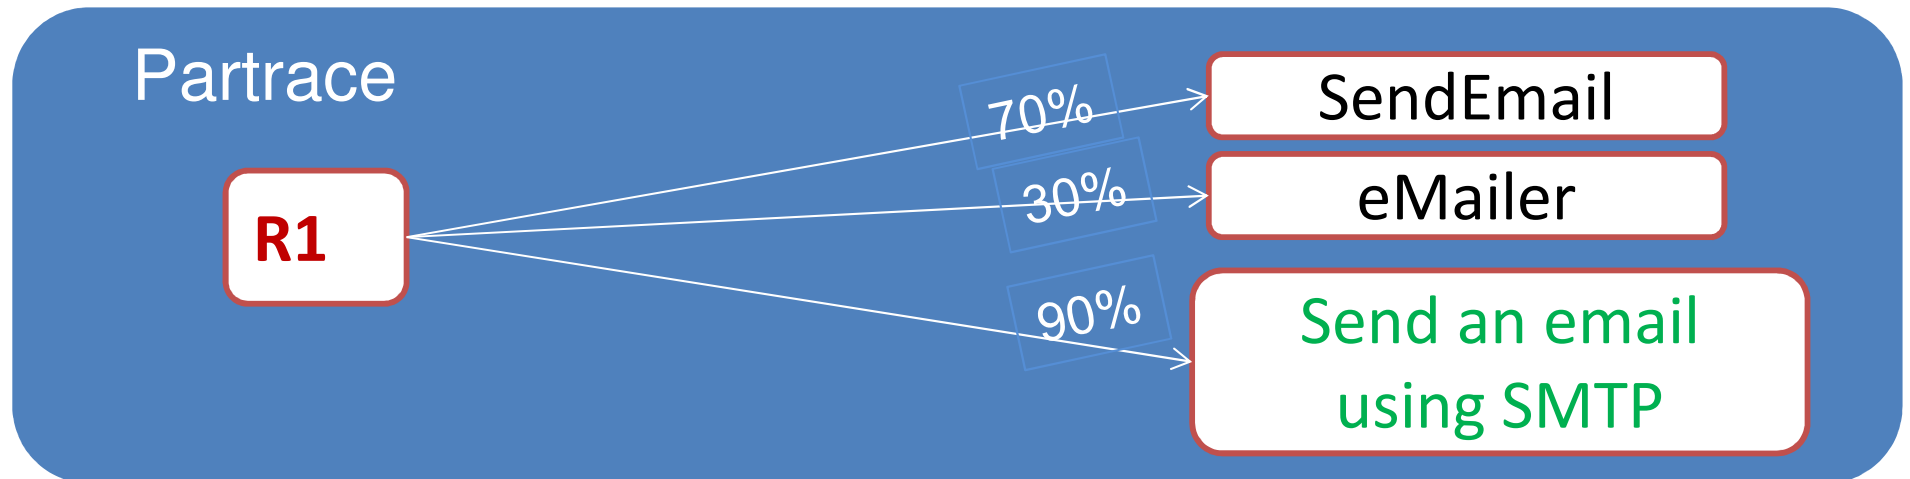 Partrace
70%
SendEmail
30%
eMailer
R1
90%
Send an email
using SMTP